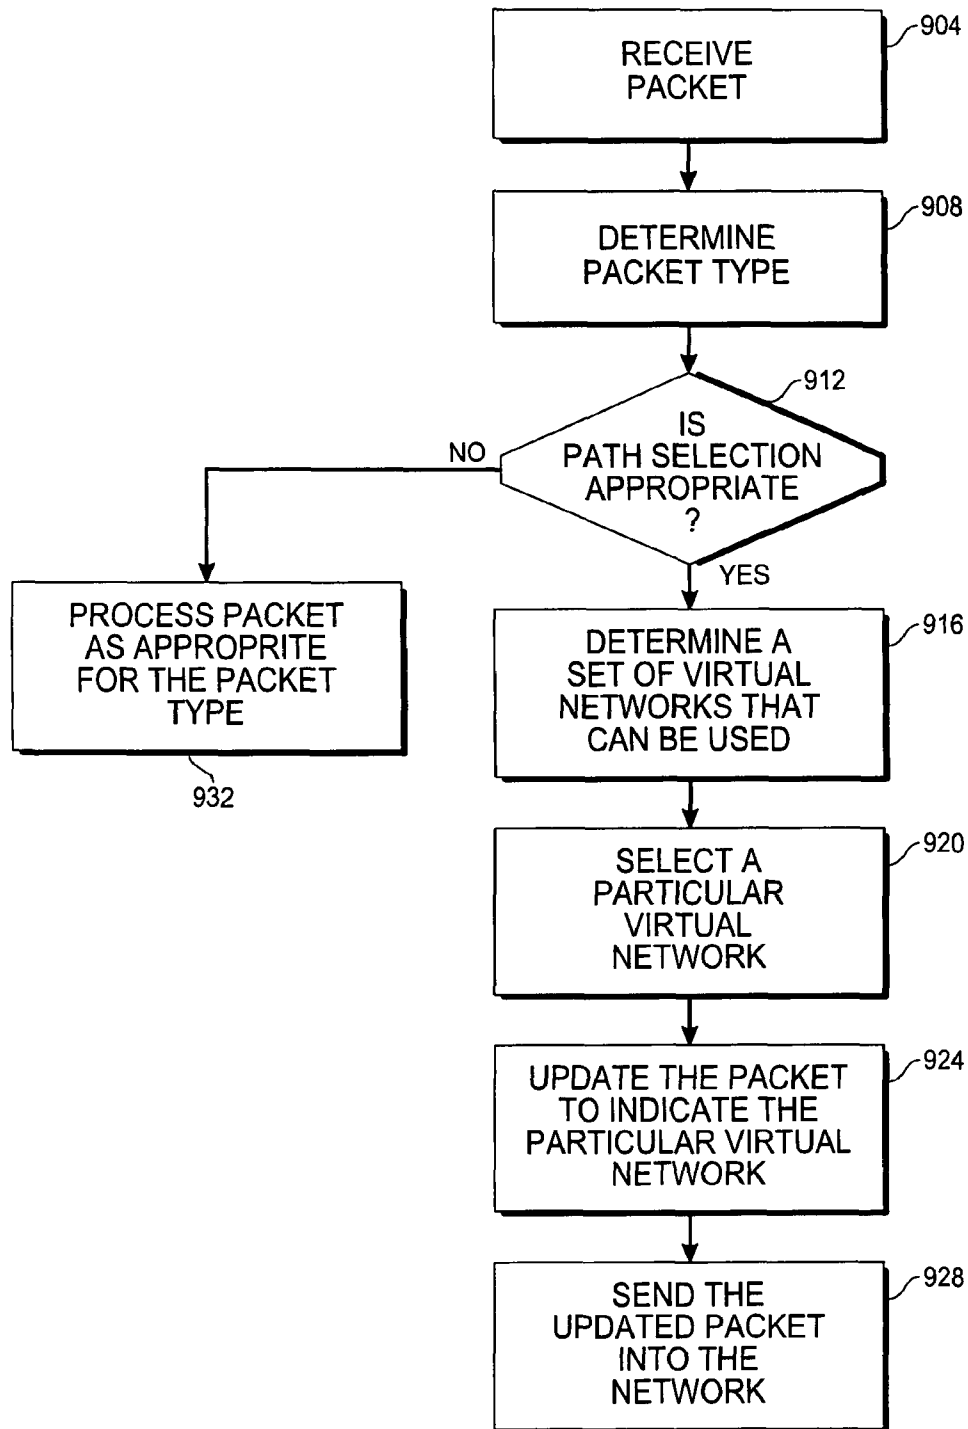 904
RECEIVE
PACKET
908
DETERMINE
PACKET TYPE
912
IS
PATH SELECTION
APPROPRIATE
?
NO
YES
PROCESS PACKET
AS APPROPRITE
FOR THE PACKET
TYPE
932
916
DETERMINE A
SET OF VIRTUAL
NETWORKS THAT
CAN BE USED
920
SELECT A
PARTICULAR
VIRTUAL
NETWORK
924
UPDATE THE PACKET
TO INDICATE THE
PARTICULAR VIRTUAL
NETWORK
928
SEND THE
UPDATED PACKET
INTO THE
NETWORK